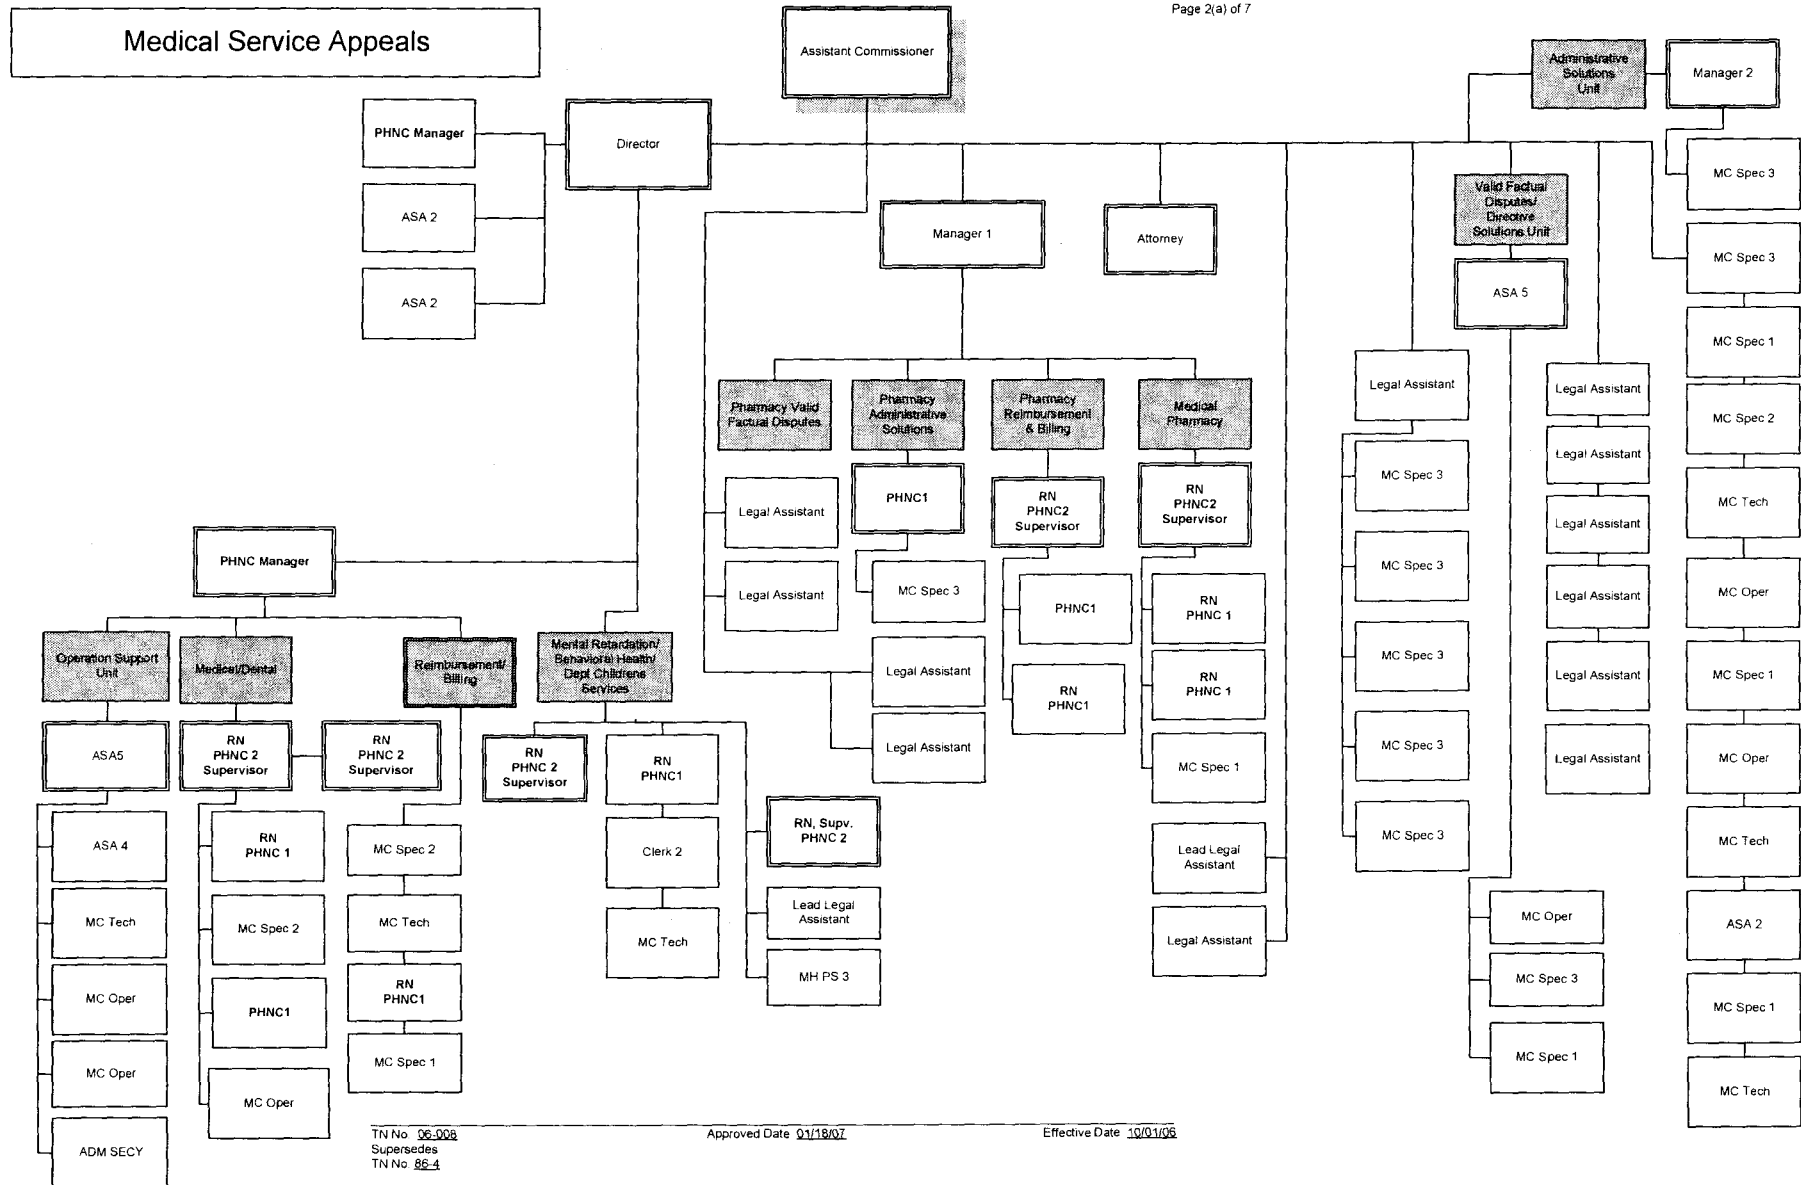 Page 2(a) of 7
Medical Service Appeals
Assistant Commissioner
Administrative
Solutions
Unit
Manager 2
PHNC Manager
Director
ASA 2
ASA 2
Manager 1
Attorney
Valid Factual
Disputes/
Directive
Solutions Unit
ASA 5
MC Spec 3
MC Spec 3
MC Spec 1
MC Spec 2
MC Tech
MC Oper
MC Spec 1
MC Oper
MC Tech
ASA 2
MC Spec 1
MC Tech
Pharmacy Valid
Factual Disputes
Pharmacy
Administrative
Solutions
Pharmacy
Reimbursement
& Billing
Medical
Pharmacy
Legal Assistant
Legal Assistant
Legal Assistant
Legal Assistant
PHNC1
MC Spec 3
RN
PHNC2
Supervisor
PHNC1
RN
PHNC1
RN
PHNC2
Supervisor
RN
PHNC 1
RN
PHNC 1
MC Spec 1
Lead Legal
Assistant
Legal Assistant
Legal Assistant
MC Spec 3
MC Spec 3
MC Spec 3
MC Spec 3
MC Spec 3
Legal Assistant
Legal Assistant
Legal Assistant
Legal Assistant
Legal Assistant
Legal Assistant
MC Oper
MC Spec 3
MC Spec 1
PHNC Manager
Operation Support
Unit
Medical/Dental
Reimbursement/
Billing
Mental Retardation/
Behavioral Health/
Dept Childrens
Services
ASA5
ASA 4
MC Tech
MC Oper
MC Oper
ADM SECY
RN
PHNC 2
Supervisor
RN
PHNC 2
Supervisor
RN
PHNC 1
MC Spec 2
PHNC1
MC Oper
MC Spec 2
MC Tech
RN
PHNC1
MC Spec 1
RN
PHNC 2
Supervisor
RN
PHNC1
Clerk 2
MC Tech
RN, Supv.
PHNC 2
Lead Legal
Assistant
MH PS 3
TN No. 06-008 Approved Date 01/18/07 Effective Date 10/01/06
Supersedes
TN No. 86-4